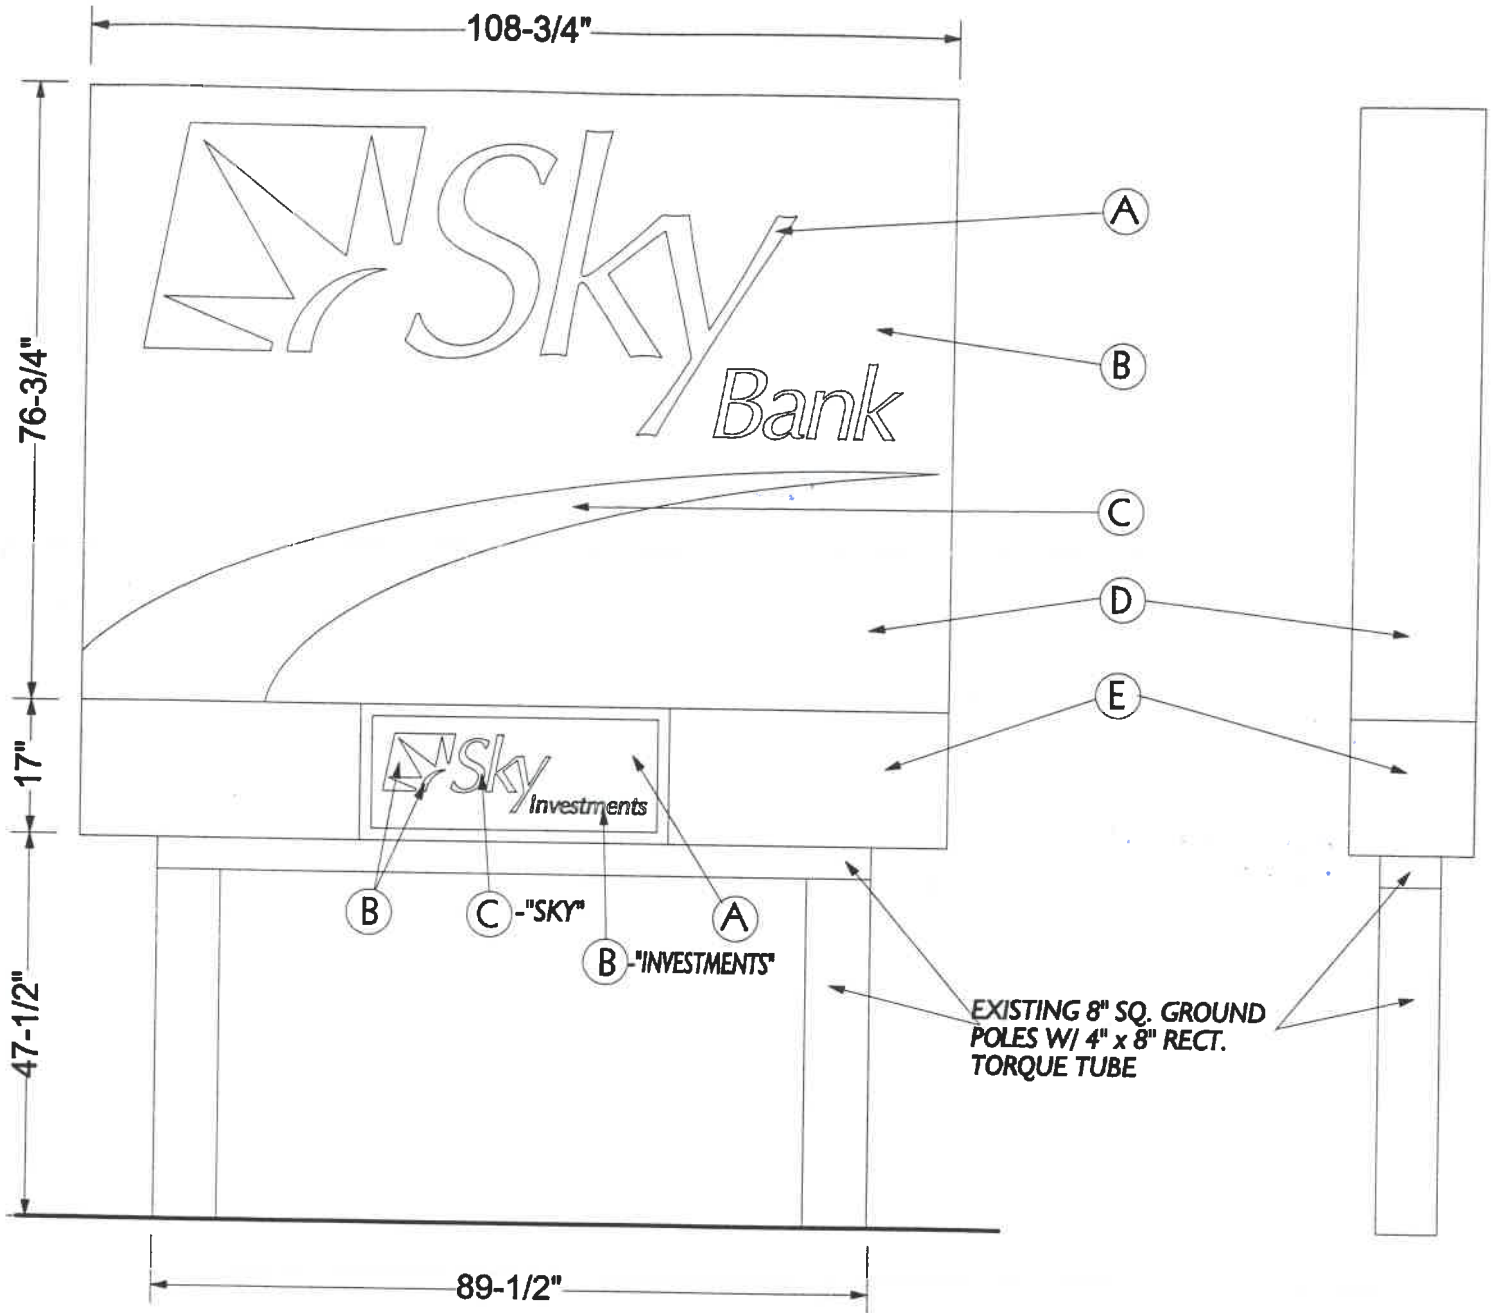 108-3/4"
Sky
Bank
76-3/4"
A
B
C
D
E
17"
Sky
Investments
B
C -"SKY"
A
B -"INVESTMENTS"
47-1/2"
EXISTING 8" SQ. GROUND
POLES W/ 4" x 8" RECT.
TORQUE TUBE
89-1/2"